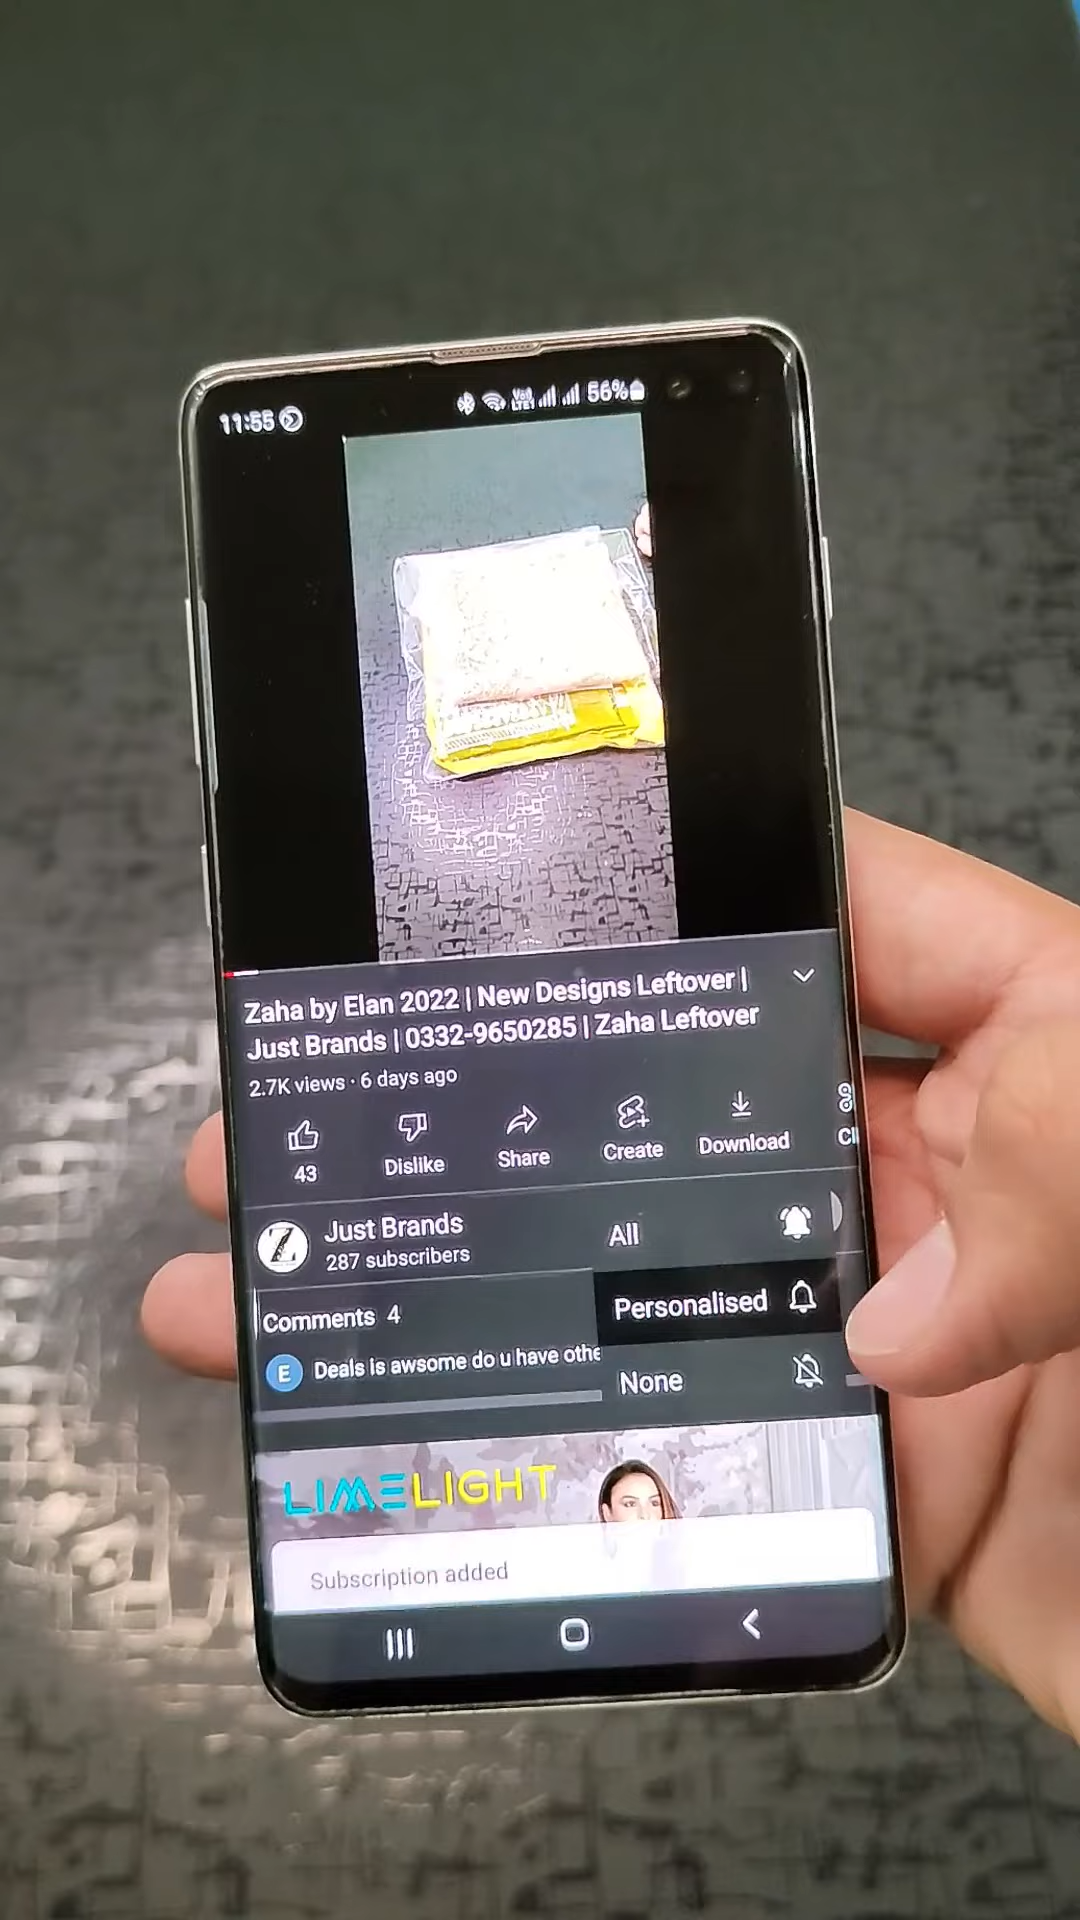 11:55
VoLTE1
56%
Zaha by Elan 2022 | New Designs Leftover |
Just Brands | 0332-9650285 | Zaha Leftover
2.7K views · 6 days ago
43
Dislike
Share
Create
Download
Cli
Z
Just Brands
287 subscribers
All
Personalised
None
Comments 4
E
Deals is awsome do u have othe
LIMELIGHT
Subscription added